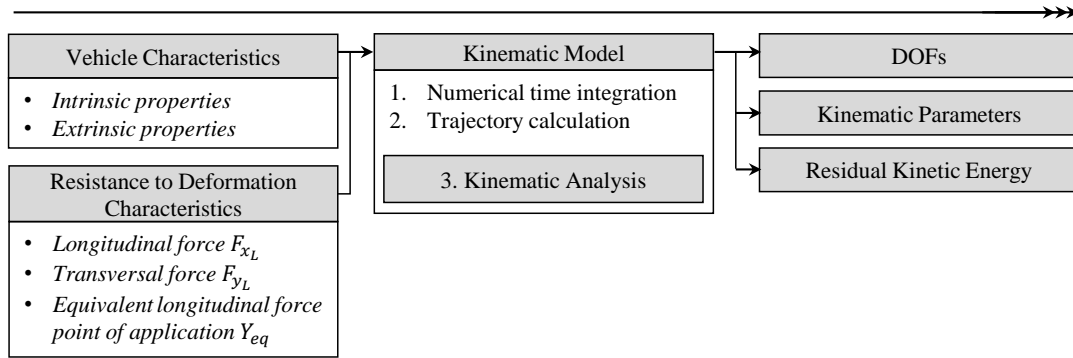 Vehicle Characteristics
• Intrinsic properties
• Extrinsic properties
Resistance to Deformation
Characteristics
• Longitudinal force F_{x_L}
• Transversal force F_{y_L}
• Equivalent longitudinal force
point of application Y_{eq}
Kinematic Model
1. Numerical time integration
2. Trajectory calculation
3. Kinematic Analysis
DOFs
Kinematic Parameters
Residual Kinetic Energy